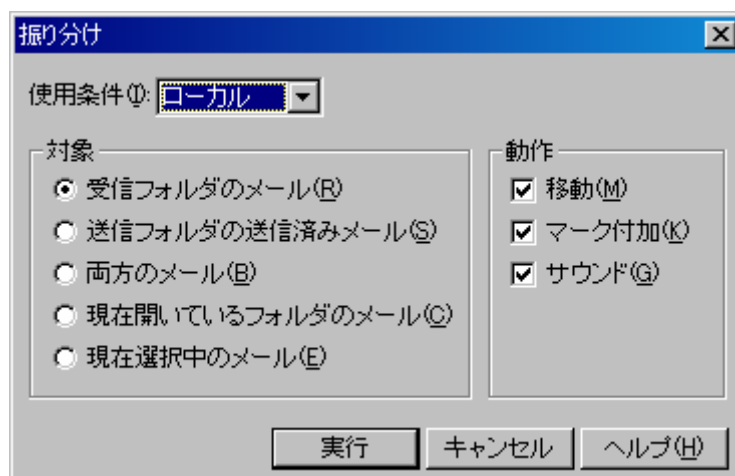 振り分け
使用条件(I): ローカル
対象
受信フォルダのメール(R)
送信フォルダの送信済みメール(S)
両方のメール(B)
現在開いているフォルダのメール(C)
現在選択中のメール(E)
動作
移動(M)
マーク付加(K)
サウンド(G)
実行 キャンセル ヘルプ(H)